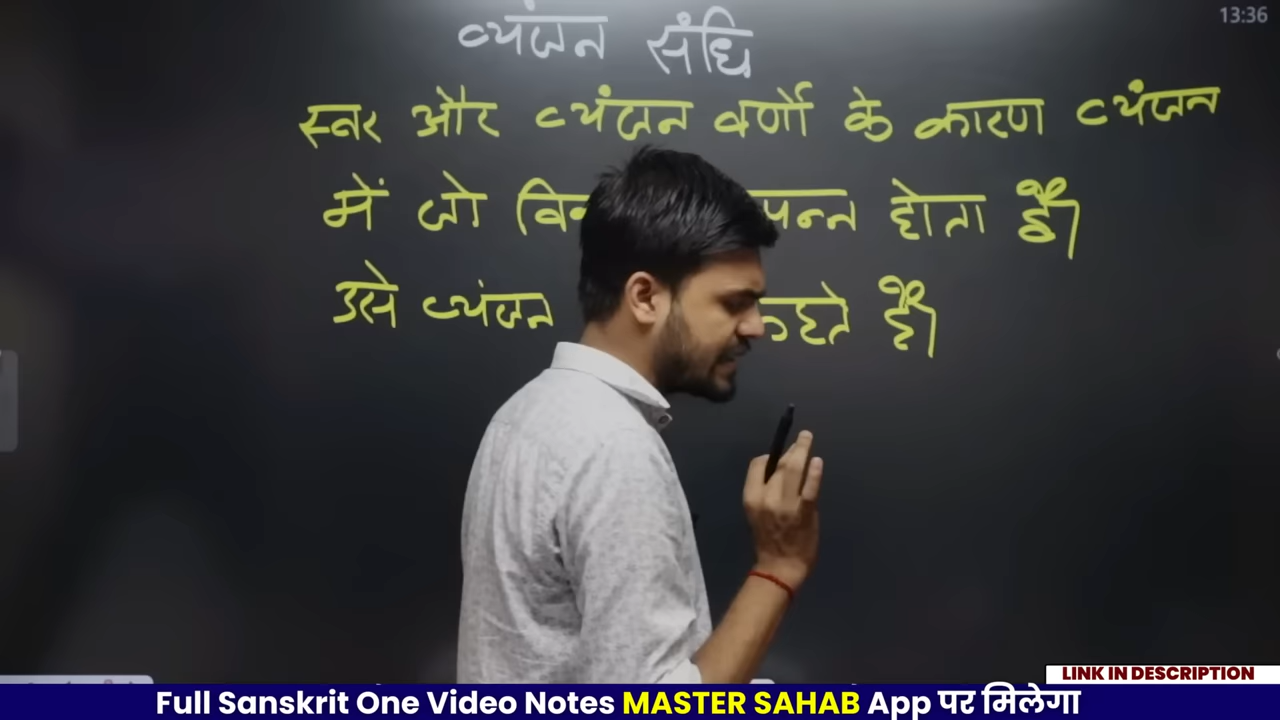 13:36
व्यंजन संधि
स्वर और व्यंजन वर्णों के कारण व्यंजन
में जो होता है।
उसे व्यंजन कहते हैं।
LINK IN DESCRIPTION
Full Sanskrit One Video Notes MASTER SAHAB App पर मिलेगा